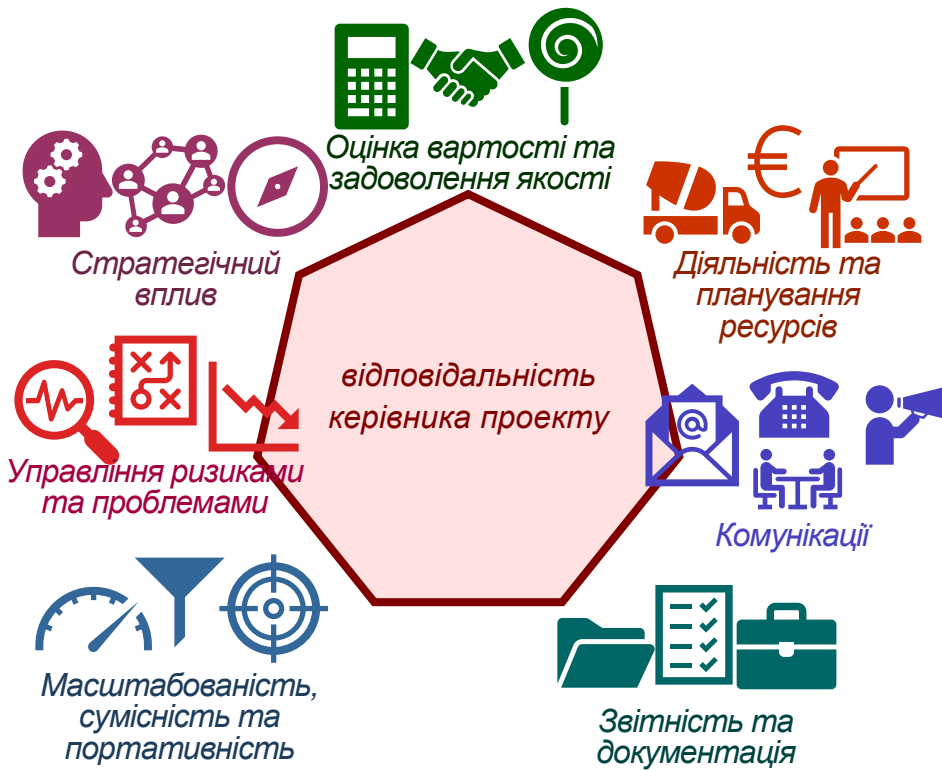 Оцінка вартості та
задоволення якості
Стратегічний
вплив
Діяльність та
планування
ресурсів
відповідальність
керівника проекту
Управління ризиками
та проблемами
@
Комунікації
Масштабованість,
сумісність та
портативність
Звітність та
документація